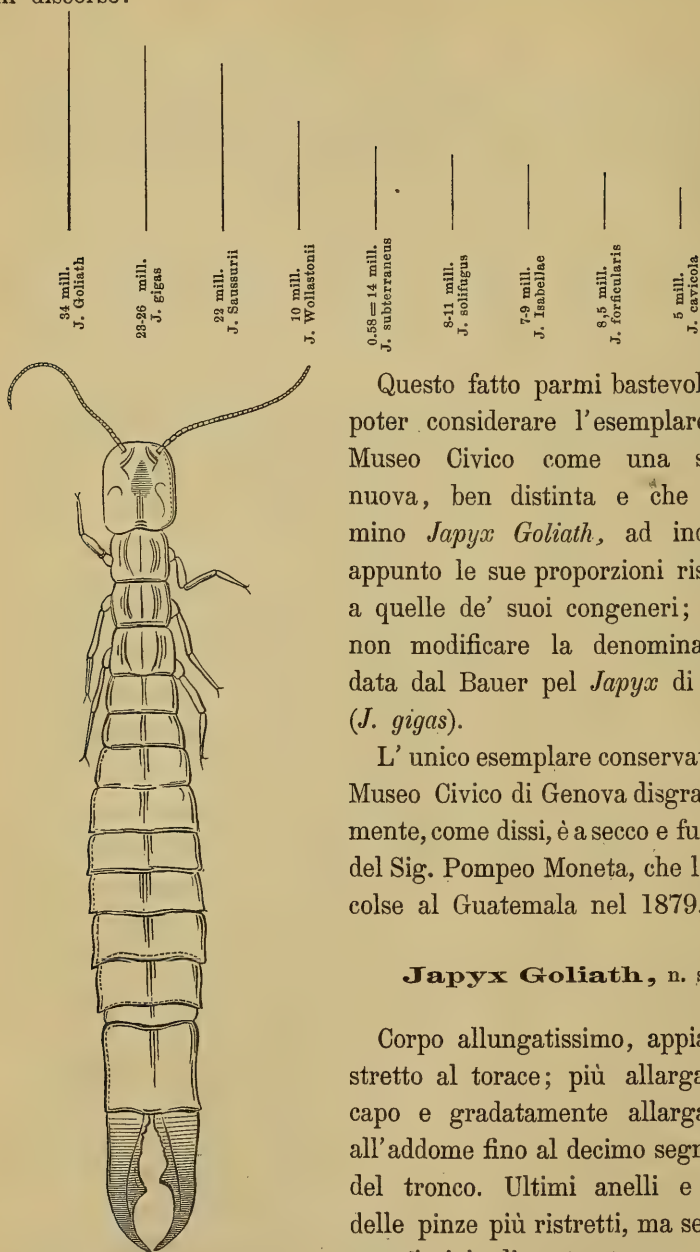 34 mill.
J. Goliath
23-26 mill.
J. gigas
22 mill.
J. Saussurii
10 mill.
J. Wollastonii
0.58=14 mill.
J. subterraneus
8-11 mill.
J. solifugus
7-9 mill.
J. Isabellae
8,5 mill.
J. forficularis
5 mill.
J. cavicola
Questo fatto parmi bastevol
poter considerare l'esemplare
Museo Civico come una s
nuova, ben distinta e che
mino Japyx Goliath, ad ind
appunto le sue proporzioni ris
a quelle de' suoi congeneri;
non modificare la denomina
data dal Bauer pel Japyx di
(J. gigas).
L' unico esemplare conserva
Museo Civico di Genova disgra
mente, come dissi, è a secco e fu
del Sig. Pompeo Moneta, che l
colse al Guatemala nel 1879.
Japyx Goliath, n. s
Corpo allungatissimo, appia
stretto al torace; più allarga
capo e gradatamente allarga
all'addome fino al decimo segm
del tronco. Ultimi anelli e
delle pinze più ristretti, ma se